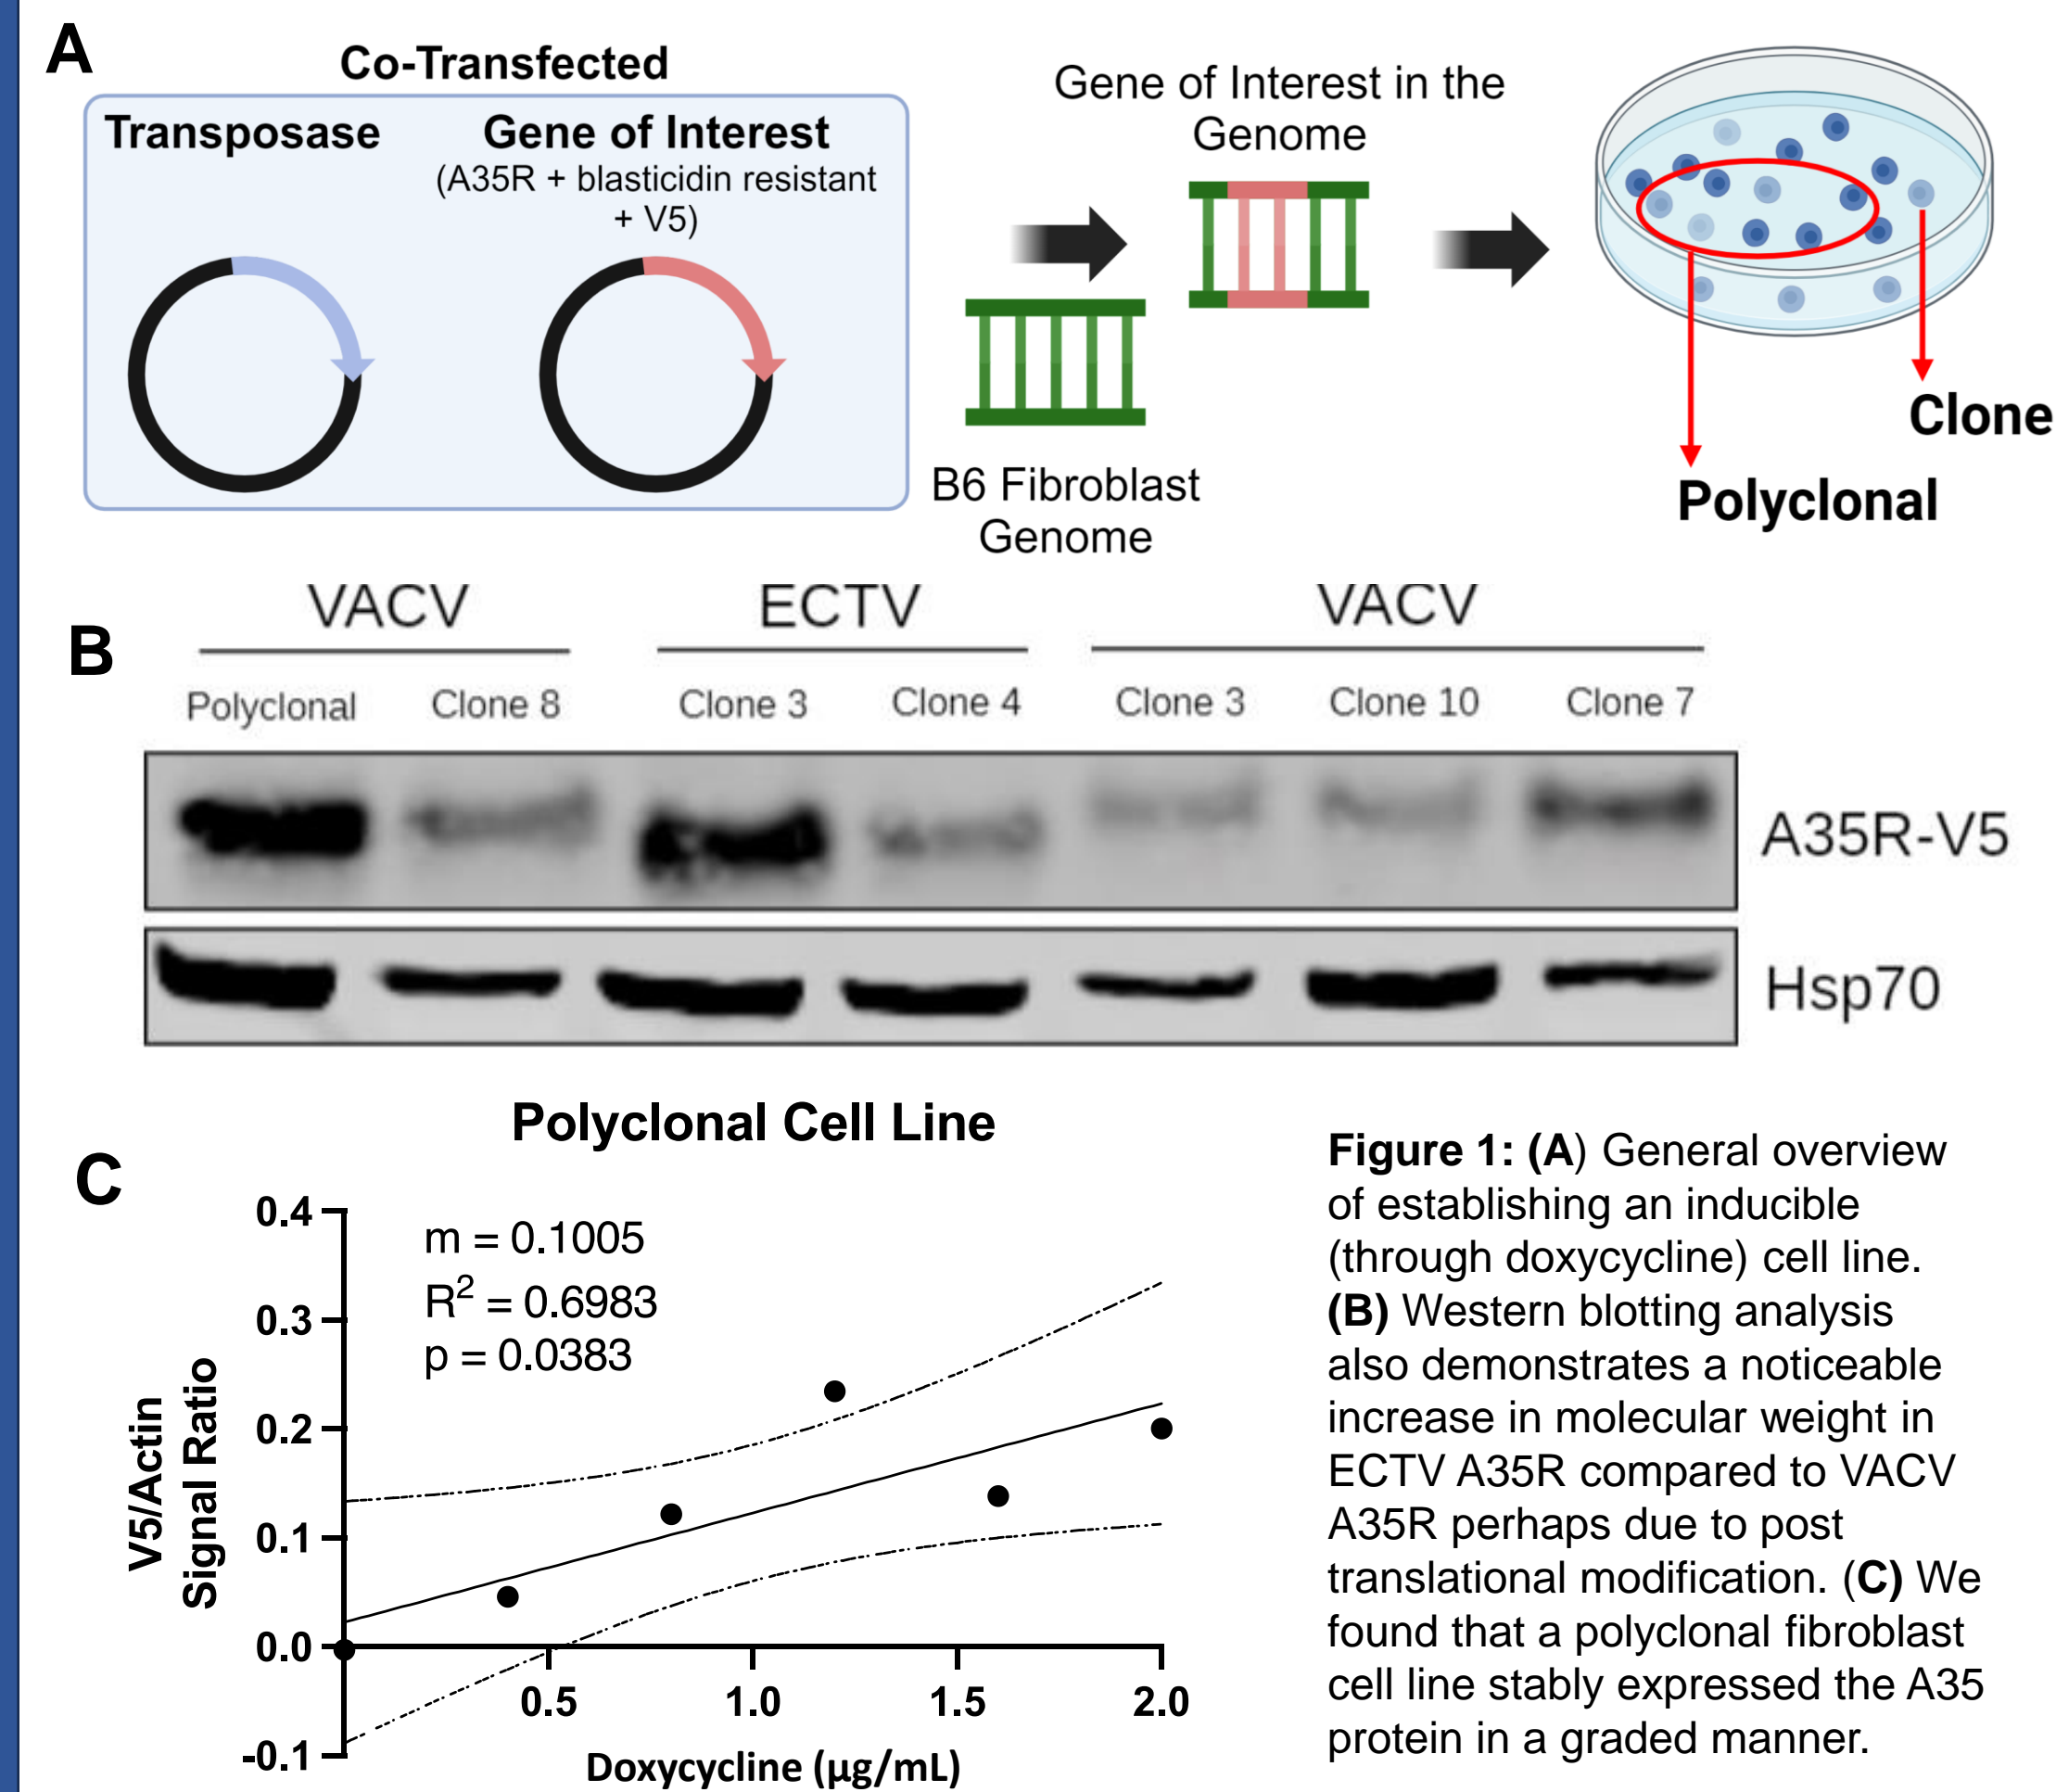 A
Co-Transfected
Transposase
Gene of Interest
(A35R + blasticidin resistant
+ V5)
B6 Fibroblast
Genome
Gene of Interest in the
Genome
Clone
Polyclonal
B
VACV
ECTV
VACV
Polyclonal
Clone 8
Clone 3
Clone 4
Clone 3
Clone 10
Clone 7
A35R-V5
Hsp70
C
Polyclonal Cell Line
m = 0.1005
R² = 0.6983
p = 0.0383
V5/Actin
Signal Ratio
0.4
0.3
0.2
0.1
0.0
-0.1
0.5
1.0
1.5
2.0
Doxycycline (µg/mL)
Figure 1: (A) General overview
of establishing an inducible
(through doxycycline) cell line.
(B) Western blotting analysis
also demonstrates a noticeable
increase in molecular weight in
ECTV A35R compared to VACV
A35R perhaps due to post
translational modification. (C) We
found that a polyclonal fibroblast
cell line stably expressed the A35
protein in a graded manner.